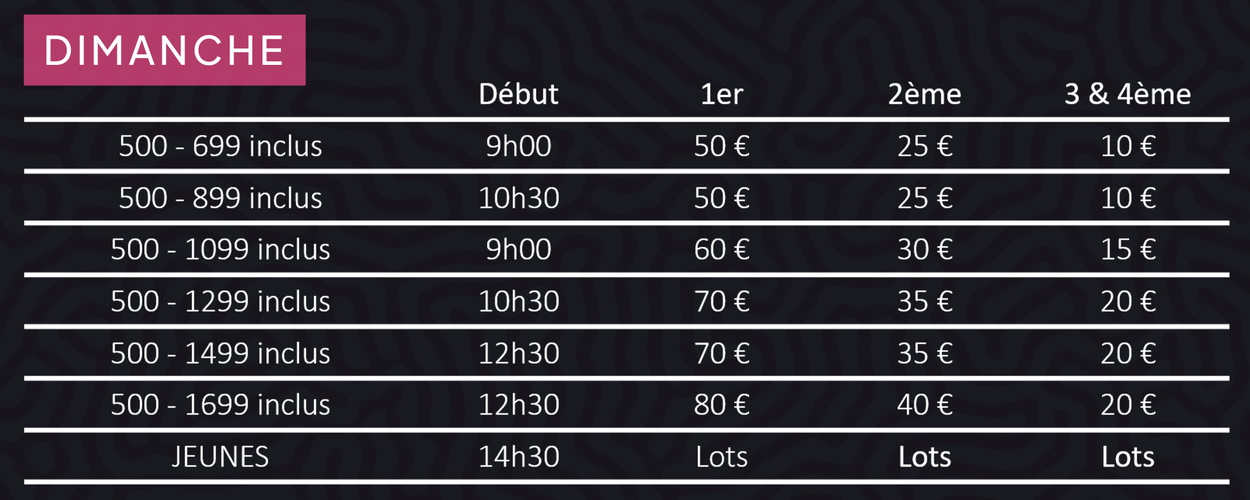 DIMANCHE
Début 1er 2ème 3 & 4ème
500 - 699 inclus 9h00 50 € 25 € 10 €
500 - 899 inclus 10h30 50 € 25 € 10 €
500 - 1099 inclus 9h00 60 € 30 € 15 €
500 - 1299 inclus 10h30 70 € 35 € 20 €
500 - 1499 inclus 12h30 70 € 35 € 20 €
500 - 1699 inclus 12h30 80 € 40 € 20 €
JEUNES 14h30 Lots Lots Lots